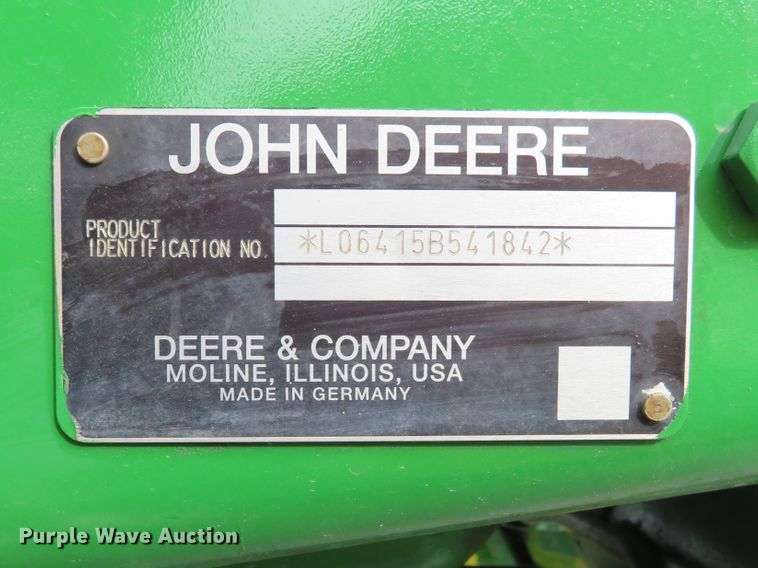 JOHN DEERE
PRODUCT
IDENTIFICATION NO. *L06415B541842*
DEERE & COMPANY
MOLINE, ILLINOIS, USA
MADE IN GERMANY
Purple Wave Auction